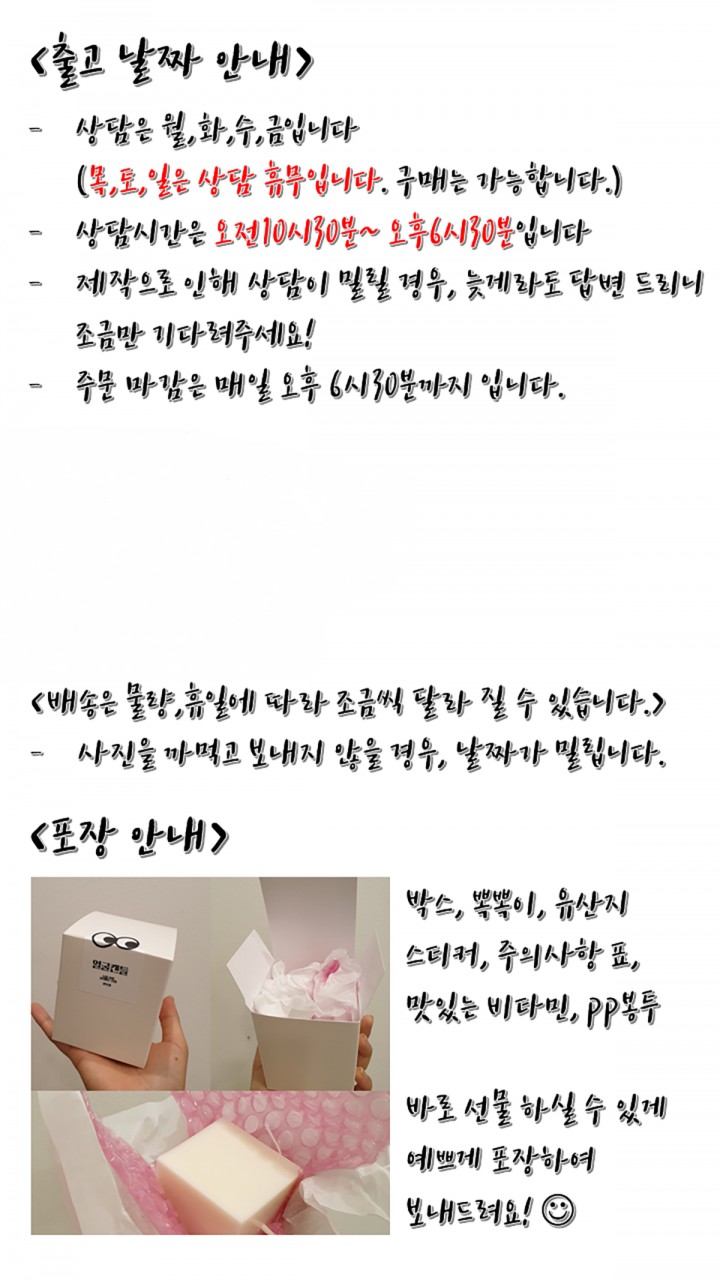 <출고 날짜 안내>
- 상담은 월,화,수,금입니다
(목,토,일은 상담 휴무입니다. 구매는 가능합니다.)
- 상담시간은 오전10시30분~ 오후6시30분입니다
- 제작으로 인해 상담이 밀릴 경우, 늦게라도 답변 드리니
조금만 기다려주세요!
- 주문 마감은 매일 오후 6시30분까지 입니다.
<배송은 물량,휴일에 따라 조금씩 달라 질 수 있습니다.>
- 사진을 까먹고 보내지 않을 경우, 날짜가 밀립니다.
<포장 안내>
박스, 뽁뽁이, 유산지
스티커, 주의사항 표,
맛있는 비타민, pp봉투
얼굴캔들
바로 선물 하실 수 있게
예쁘게 포장하여
보내드려요!